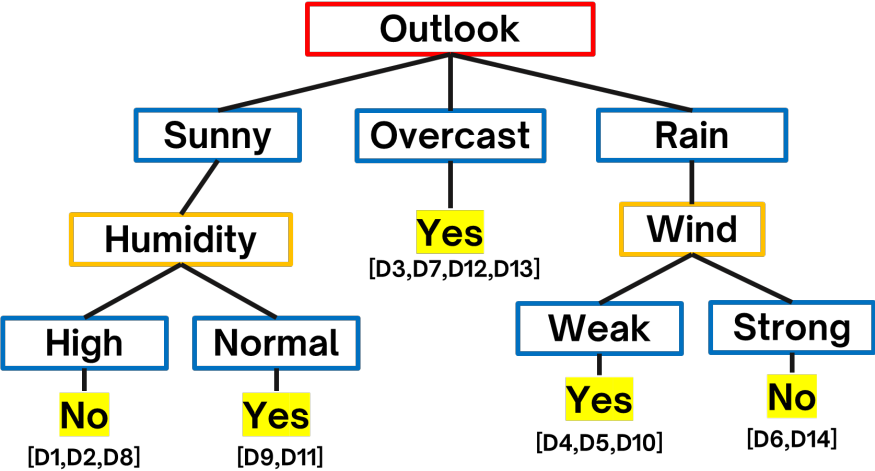 Outlook
Sunny
Overcast
Rain
Humidity
Yes
[D3,D7,D12,D13]
Wind
High
Normal
Weak
Strong
No
[D1,D2,D8]
Yes
[D9,D11]
Yes
[D4,D5,D10]
No
[D6,D14]